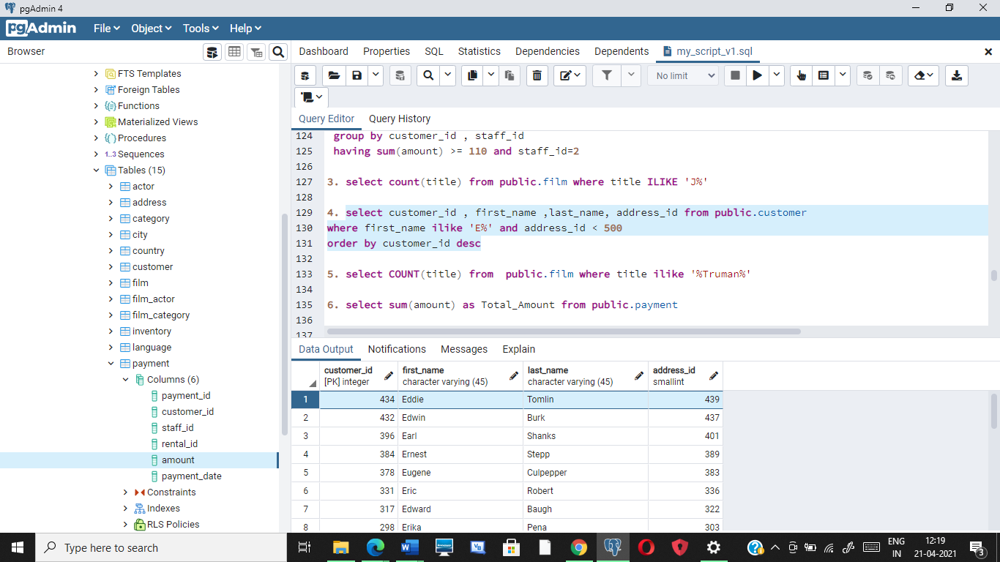 pgAdmin 4
pgAdmin File Object Tools Help
Browser
Dashboard Properties SQL Statistics Dependencies Dependents my_script_v1.sql
No limit
Query Editor Query History
FTS Templates
Foreign Tables
Functions
Materialized Views
Procedures
1..3 Sequences
Tables (15)
actor
address
category
city
country
customer
film
film_actor
film_category
inventory
language
payment
Columns (6)
payment_id
customer_id
staff_id
rental_id
amount
payment_date
Constraints
Indexes
RLS Policies
124 group by customer_id , staff_id
125 having sum(amount) >= 110 and staff_id=2
126
127 3. select count(title) from public.film where title ILIKE 'J%'
128
129 4. select customer_id , first_name ,last_name, address_id from public.customer
130 where first_name ilike 'E%' and address_id < 500
131 order by customer_id desc
132
133 5. select COUNT(title) from  public.film where title ilike '%Truman%'
134
135 6. select sum(amount) as Total_Amount from public.payment
136
137
Data Output Notifications Messages Explain
customer_id first_name last_name address_id
[PK] integer character varying (45) character varying (45) smallint
1 434 Eddie Tomlin 439
2 432 Edwin Burk 437
3 396 Earl Shanks 401
4 384 Ernest Stepp 389
5 378 Eugene Culpepper 383
6 331 Eric Robert 336
7 317 Edward Baugh 322
8 298 Erika Pena 303
Type here to search
ENG 12:19
IN 21-04-2021
3